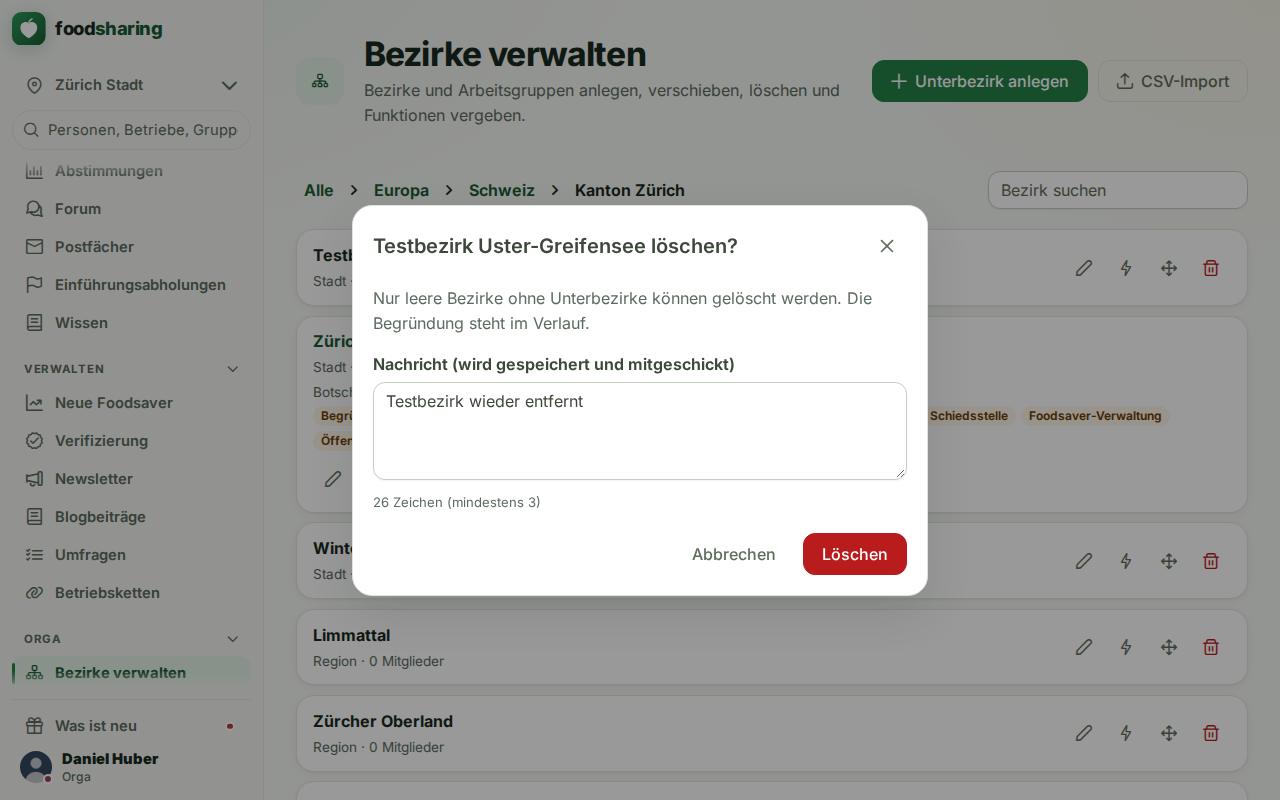 foodsharing
Zürich Stadt
Personen, Betriebe, Grupp
Abstimmungen
Forum
Postfächer
Einführungsabholungen
Wissen
VERWALTEN
Neue Foodsaver
Verifizierung
Newsletter
Blogbeiträge
Umfragen
Betriebsketten
ORGA
Bezirke verwalten
Was ist neu
Daniel Huber
Orga
Bezirke verwalten
Bezirke und Arbeitsgruppen anlegen, verschieben, löschen und
Funktionen vergeben.
Unterbezirk anlegen
CSV-Import
Alle > Europa > Schweiz > Kanton Zürich
Bezirk suchen
Testbezirk Uster-Greifensee löschen?
Nur leere Bezirke ohne Unterbezirke können gelöscht werden. Die
Begründung steht im Verlauf.
Nachricht (wird gespeichert und mitgeschickt)
Testbezirk wieder entfernt
26 Zeichen (mindestens 3)
Abbrechen
Löschen
Stadt ·
Stadt ·
Schiedsstelle
Foodsaver-Verwaltung
Stadt ·
Limmattal
Region · 0 Mitglieder
Zürcher Oberland
Region · 0 Mitglieder